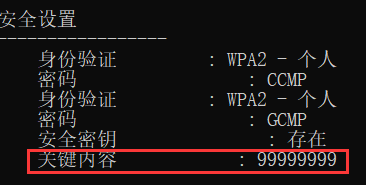 安全设置
-----------------
身份验证 : WPA2 - 个人
密码 : CCMP
身份验证 : WPA2 - 个人
密码 : GCMP
安全密钥 : 存在
关键内容 : 99999999